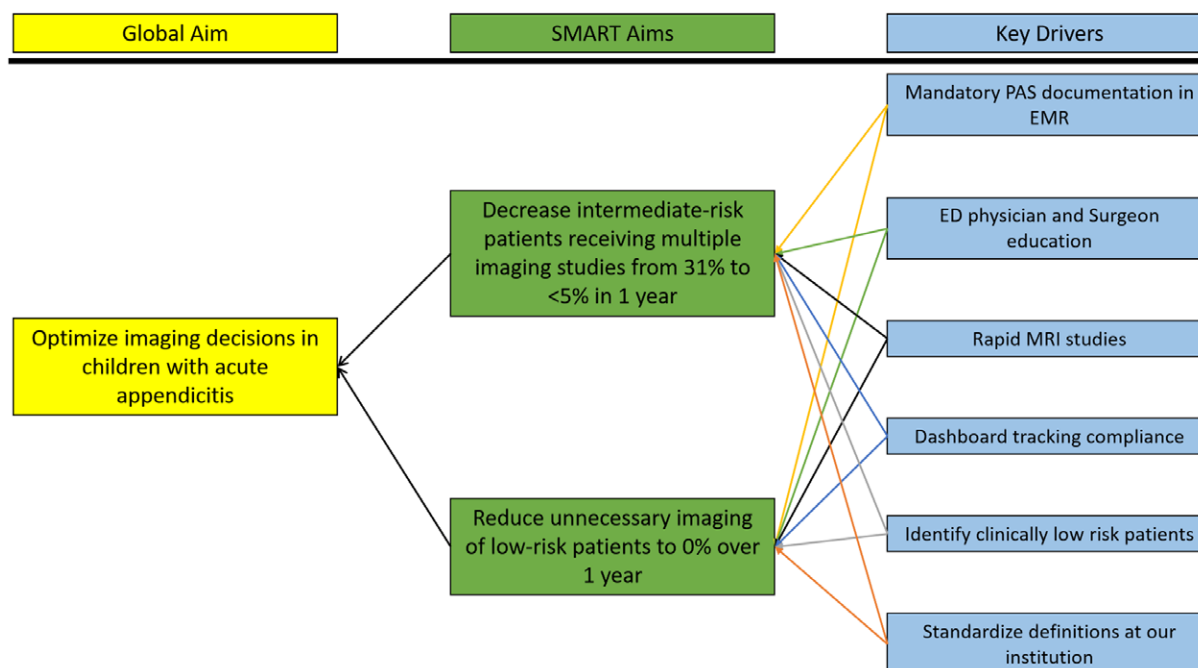 Global Aim
SMART Aims
Key Drivers
Mandatory PAS documentation in
EMR
Decrease intermediate-risk
patients receiving multiple
imaging studies from 31% to
<5% in 1 year
ED physician and Surgeon
education
Optimize imaging decisions in
children with acute
appendicitis
Rapid MRI studies
Dashboard tracking compliance
Reduce unnecessary imaging
of low-risk patients to 0% over
1 year
Identify clinically low risk patients
Standardize definitions at our
institution